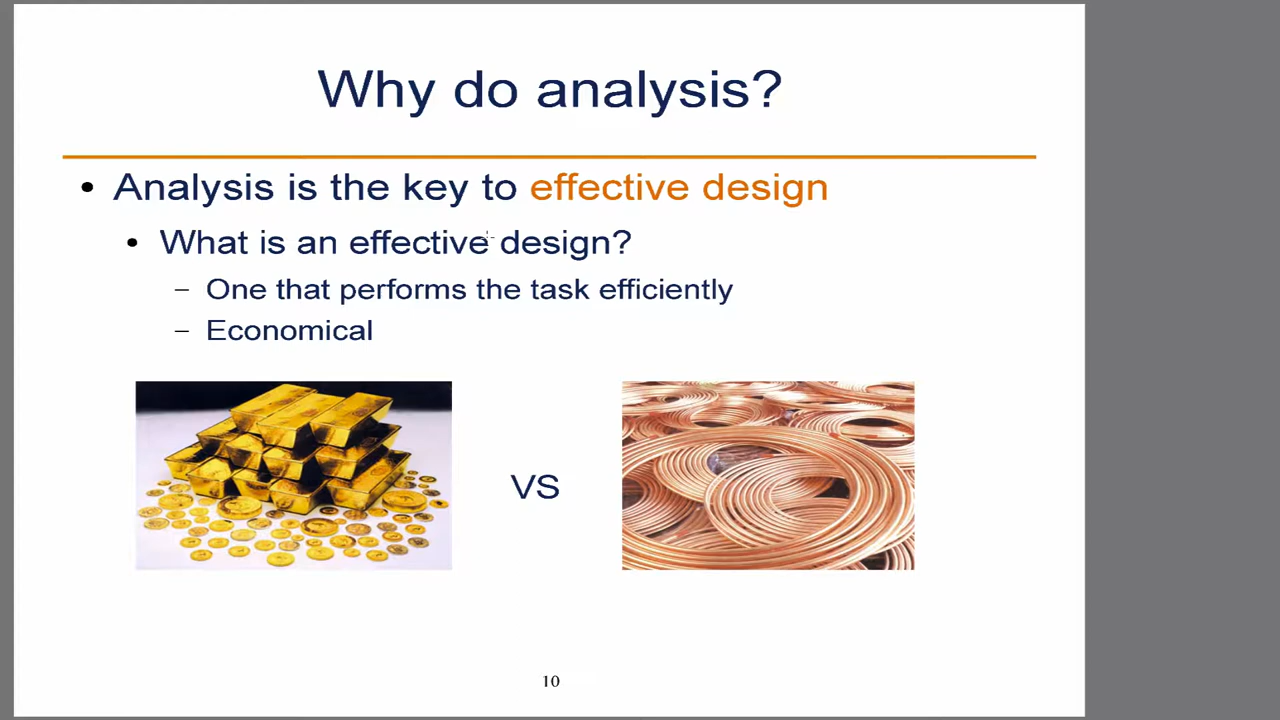 Why do analysis?
• Analysis is the key to effective design
• What is an effective design?
– One that performs the task efficiently
– Economical
VS
10